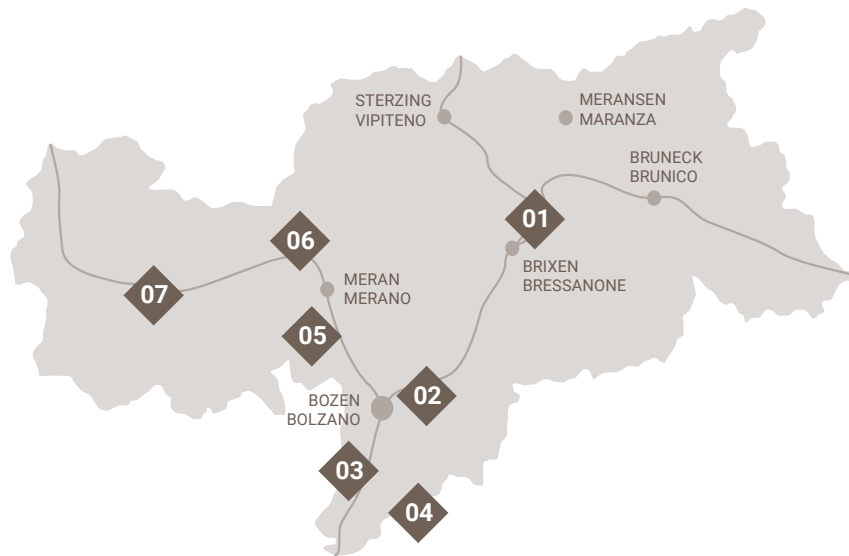 STERZING
VIPITENO
MERANSEN
MARANZA
BRUNECK
BRUNICO
01
06
BRIXEN
BRESSANONE
MERAN
MERANO
07
05
02
BOZEN
BOLZANO
03
04